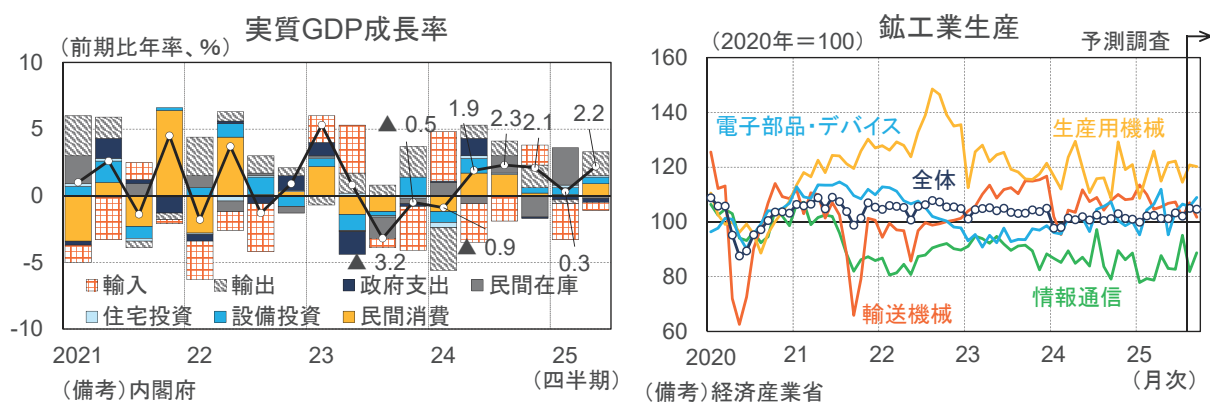 実質GDP成長率
(前期比年率、%)
10
5
0
-5
-10
▲ 0.5
1.9
2.3
2.1
2.2
▲ 3.2
▲ 0.9
0.3
輸入
輸出
政府支出
民間在庫
住宅投資
設備投資
民間消費
2021
22
23
24
25
(四半期)
(備考)内閣府
鉱工業生産
(2020年＝100)
予測調査
160
140
120
100
80
60
電子部品・デバイス
生産用機械
全体
輸送機械
情報通信
2020
21
22
23
24
25
(月次)
(備考)経済産業省